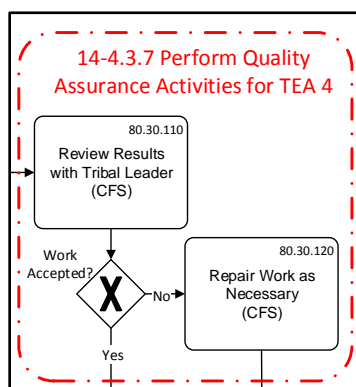 14-4.3.7 Perform Quality
Assurance Activities for TEA 4
80.30.110
Review Results
with Tribal Leader
(CFS)
Work
Accepted?
X
No
80.30.120
Repair Work as
Necessary
(CFS)
Yes